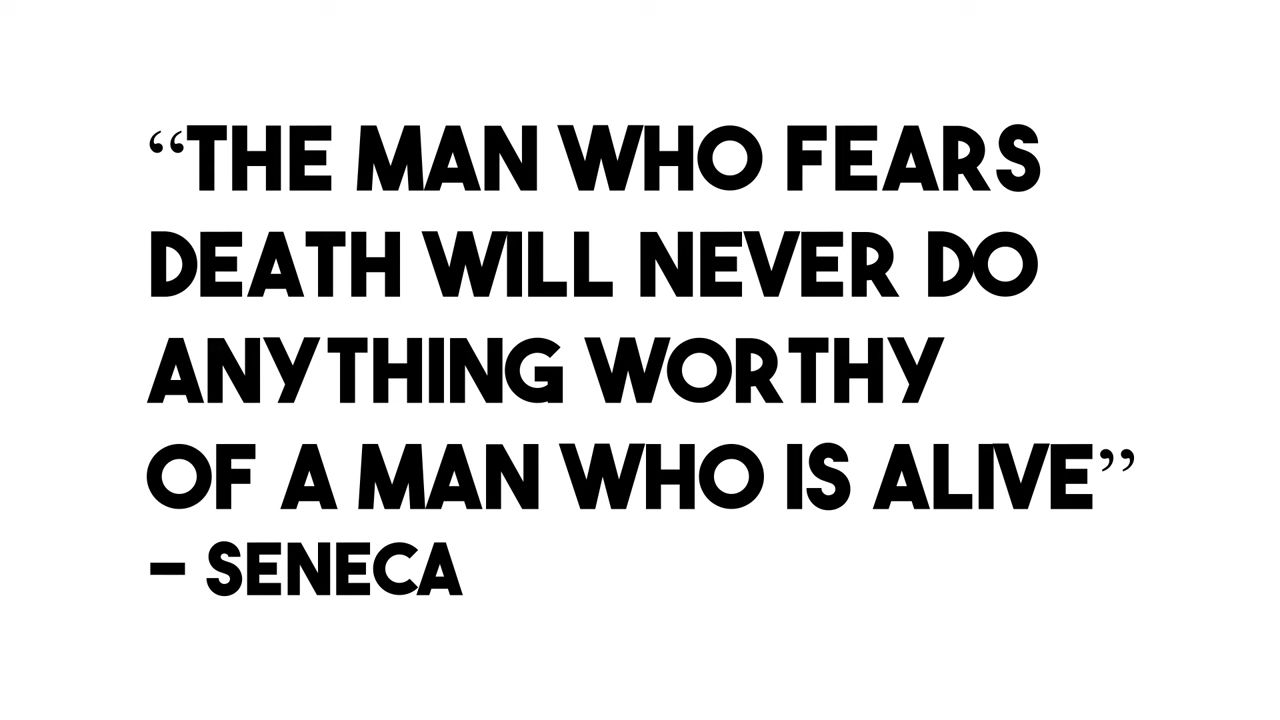 “THE MAN WHO FEARS
DEATH WILL NEVER DO
ANYTHING WORTHY
OF A MAN WHO IS ALIVE”
– SENECA